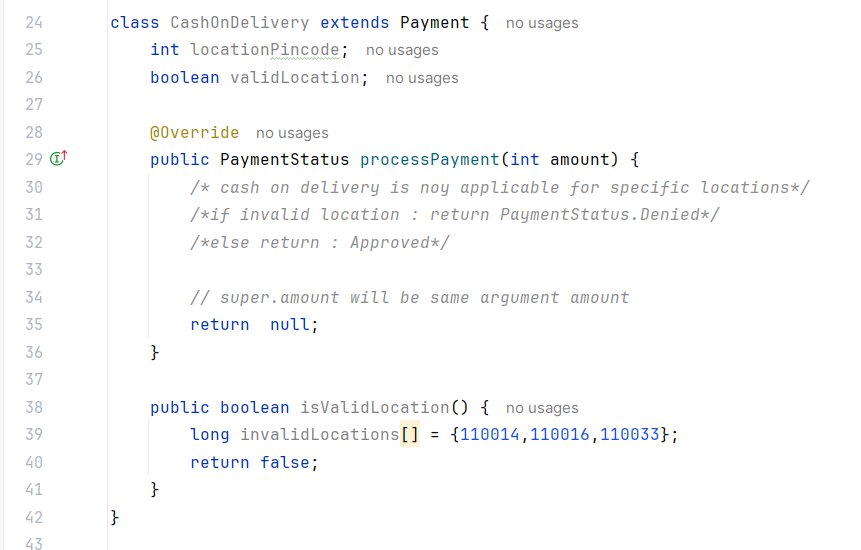 24 class CashOnDelivery extends Payment { no usages
25 int locationPincode; no usages
26 boolean validLocation; no usages
27
28 @Override no usages
29 public PaymentStatus processPayment(int amount) {
30 /* cash on delivery is noy applicable for specific locations*/
31 /*if invalid location : return PaymentStatus.Denied*/
32 /*else return : Approved*/
33
34 // super.amount will be same argument amount
35 return  null;
36 }
37
38 public boolean isValidLocation() { no usages
39 long invalidLocations[] = {110014,110016,110033};
40 return false;
41 }
42 }
43